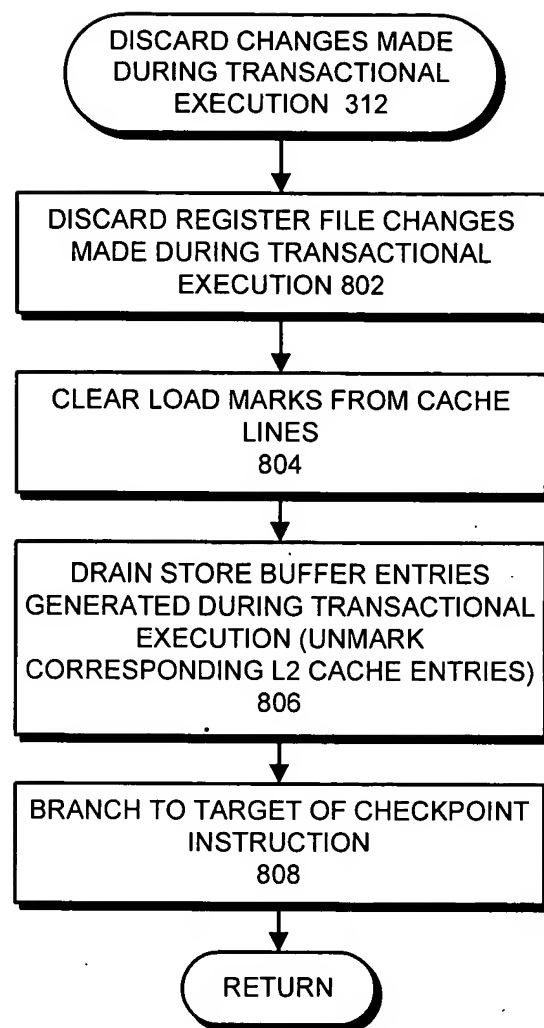 DISCARD CHANGES MADE
DURING TRANSACTIONAL
EXECUTION 312
DISCARD REGISTER FILE CHANGES
MADE DURING TRANSACTIONAL
EXECUTION 802
CLEAR LOAD MARKS FROM CACHE
LINES
804
DRAIN STORE BUFFER ENTRIES
GENERATED DURING TRANSACTIONAL
EXECUTION (UNMARK
CORRESPONDING L2 CACHE ENTRIES)
806
BRANCH TO TARGET OF CHECKPOINT
INSTRUCTION
808
RETURN